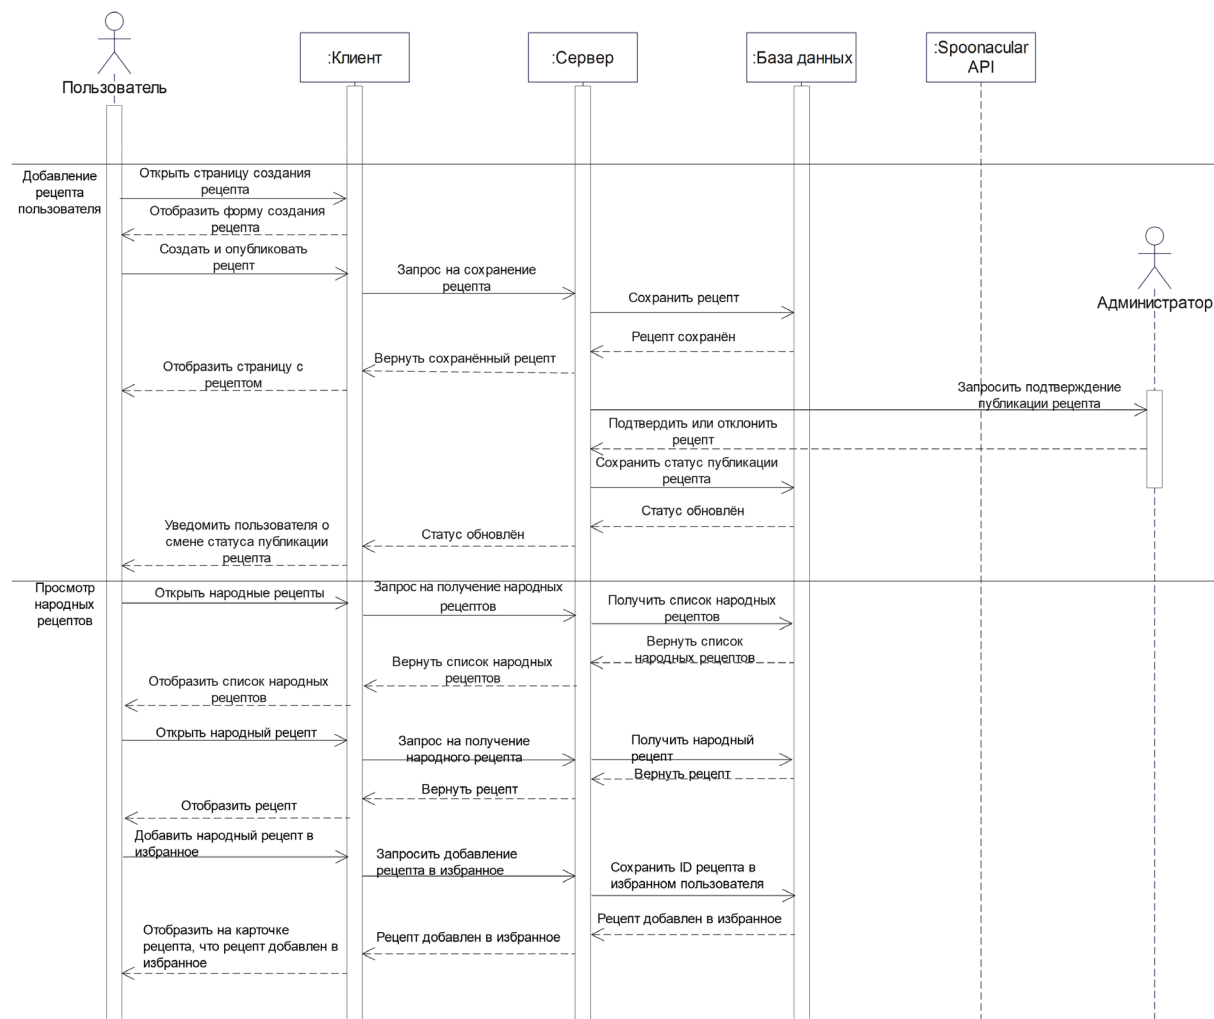 :Клиент
:Сервер
:База данных
:Spoonacular
API
Пользователь
Добавление
рецепта
пользователя
Открыть страницу создания
рецепта
Отобразить форму создания
рецепта
Создать и опубликовать
рецепт
Запрос на сохранение
рецепта
Сохранить рецепт
Администратор
Рецепт сохранён
Вернуть сохранённый рецепт
Отобразить страницу с
рецептом
Запросить подтверждение
публикации рецепта
Подтвердить или отклонить
рецепт
Сохранить статус публикации
рецепта
Статус обновлён
Статус обновлён
Уведомить пользователя о
смене статуса публикации
рецепта
Просмотр
народных
рецептов
Открыть народные рецепты
Запрос на получение народных
рецептов
Получить список народных
рецептов
Вернуть список
народных рецептов
Вернуть список народных
рецептов
Отобразить список народных
рецептов
Открыть народный рецепт
Запрос на получение
народного рецепта
Получить народный
рецепт
Вернуть рецепт
Вернуть рецепт
Отобразить рецепт
Добавить народный рецепт в
избранное
Запросить добавление
рецепта в избранное
Сохранить ID рецепта в
избранном пользователя
Рецепт добавлен в избранное
Рецепт добавлен в избранное
Отобразить на карточке
рецепта, что рецепт добавлен в
избранное